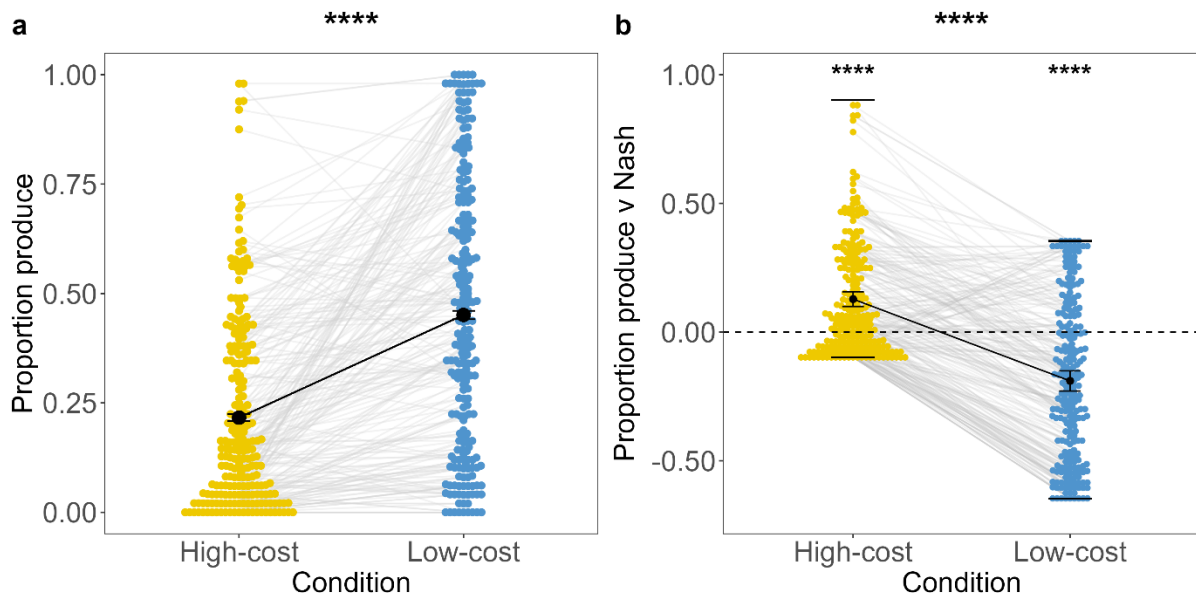 a
****
Proportion produce
1.00
0.75
0.50
0.25
0.00
High-cost
Low-cost
Condition
b
****
****
****
Proportion produce v Nash
1.00
0.50
0.00
-0.50
High-cost
Low-cost
Condition